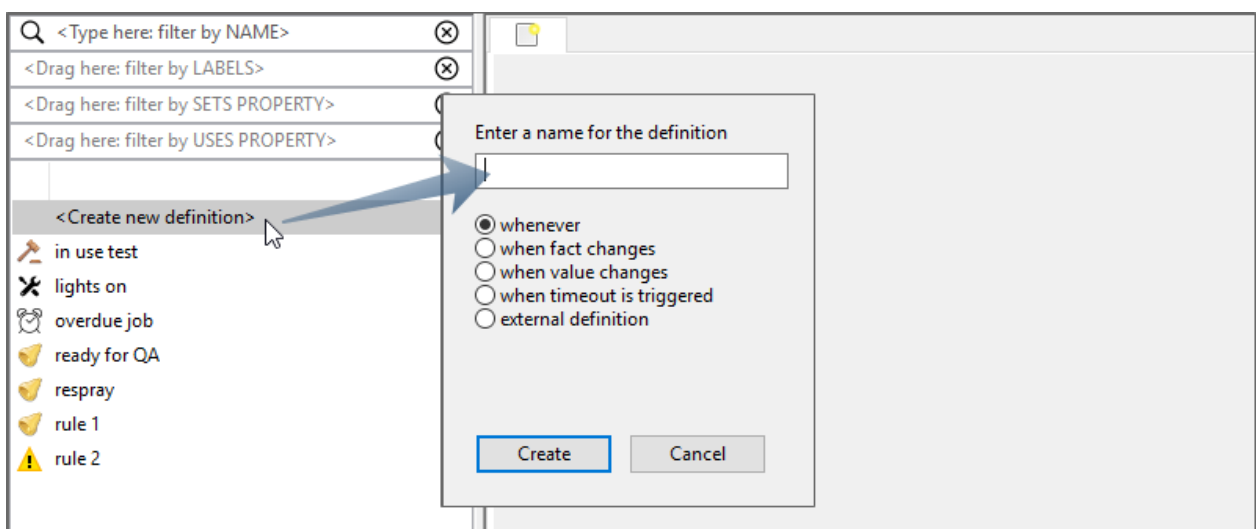 <Type here: filter by NAME>
<Drag here: filter by LABELS>
<Drag here: filter by SETS PROPERTY>
<Drag here: filter by USES PROPERTY>
<Create new definition>
in use test
lights on
overdue job
ready for QA
respray
rule 1
rule 2
Enter a name for the definition
whenever
when fact changes
when value changes
when timeout is triggered
external definition
Create
Cancel